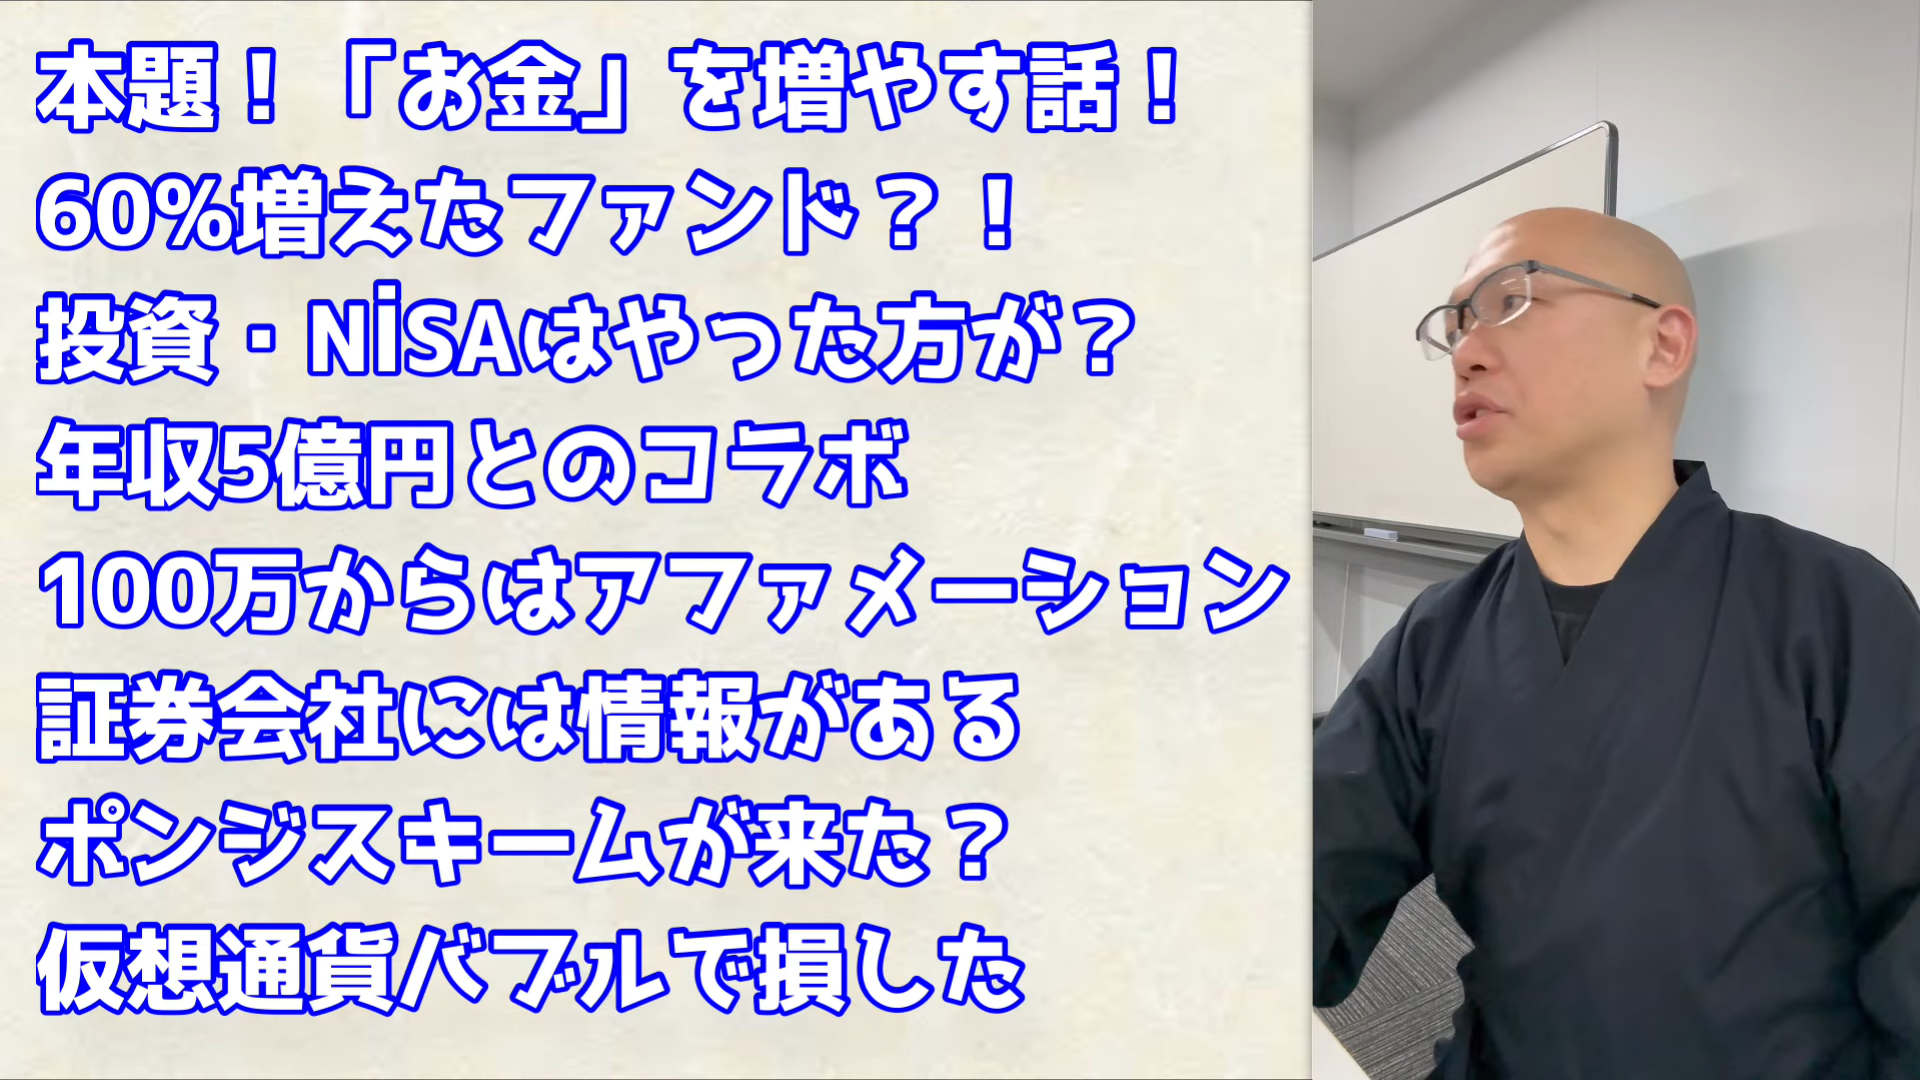 本題！「お金」を増やす話！
60%増えたファンド？！
投資・NiSAはやった方が？
年収5億円とのコラボ
100万からはアファメーション
証券会社には情報がある
ポンジスキームが来た？
仮想通貨バブルで損した